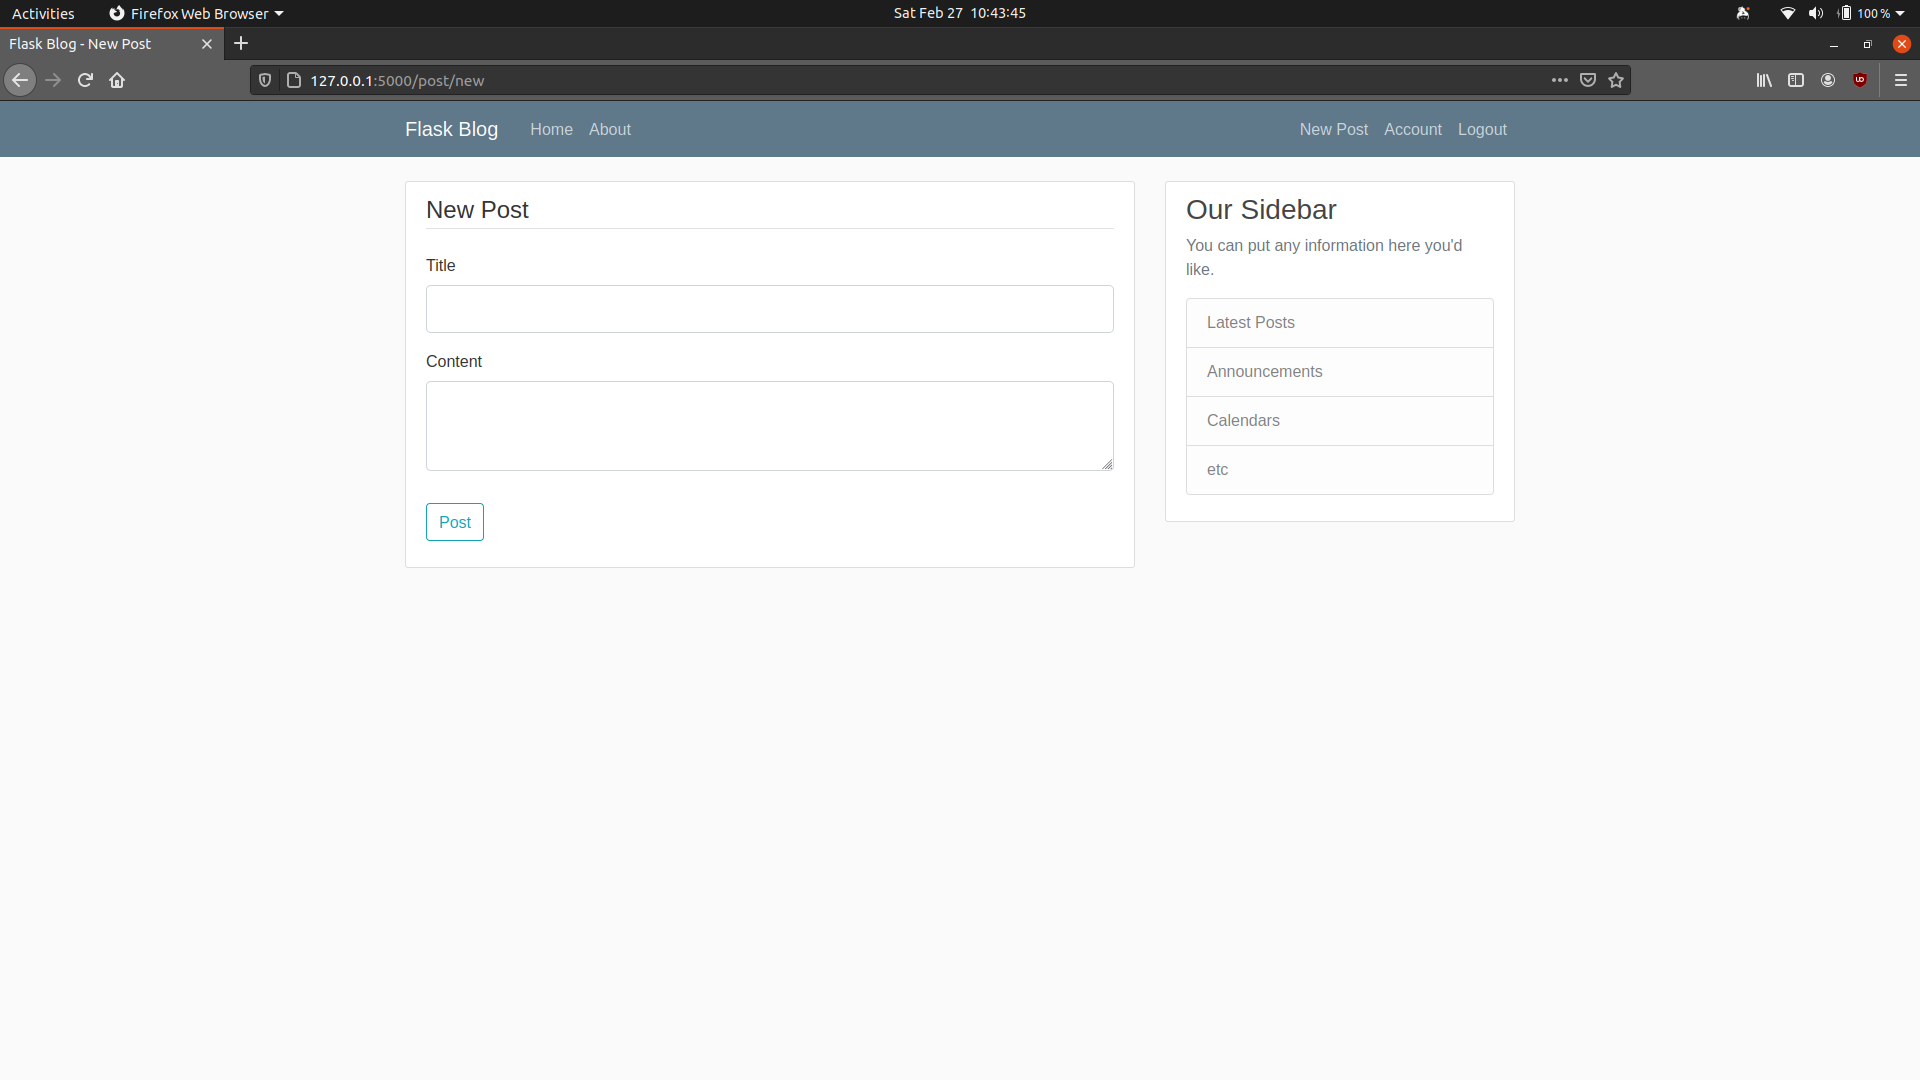 Activities
Firefox Web Browser
Sat Feb 27 10:43:45
100 %
Flask Blog - New Post
127.0.0.1:5000/post/new
Flask Blog
Home
About
New Post
Account
Logout
New Post
Title
Content
Post
Our Sidebar
You can put any information here you'd
like.
Latest Posts
Announcements
Calendars
etc